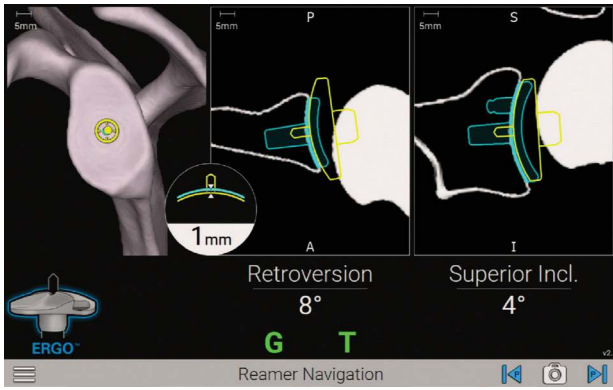 5mm
P
5mm
S
5mm
1mm
A
I
Retroversion
Superior Incl.
8°
4°
G T
ERGO™
P
Reamer Navigation
P
v2.